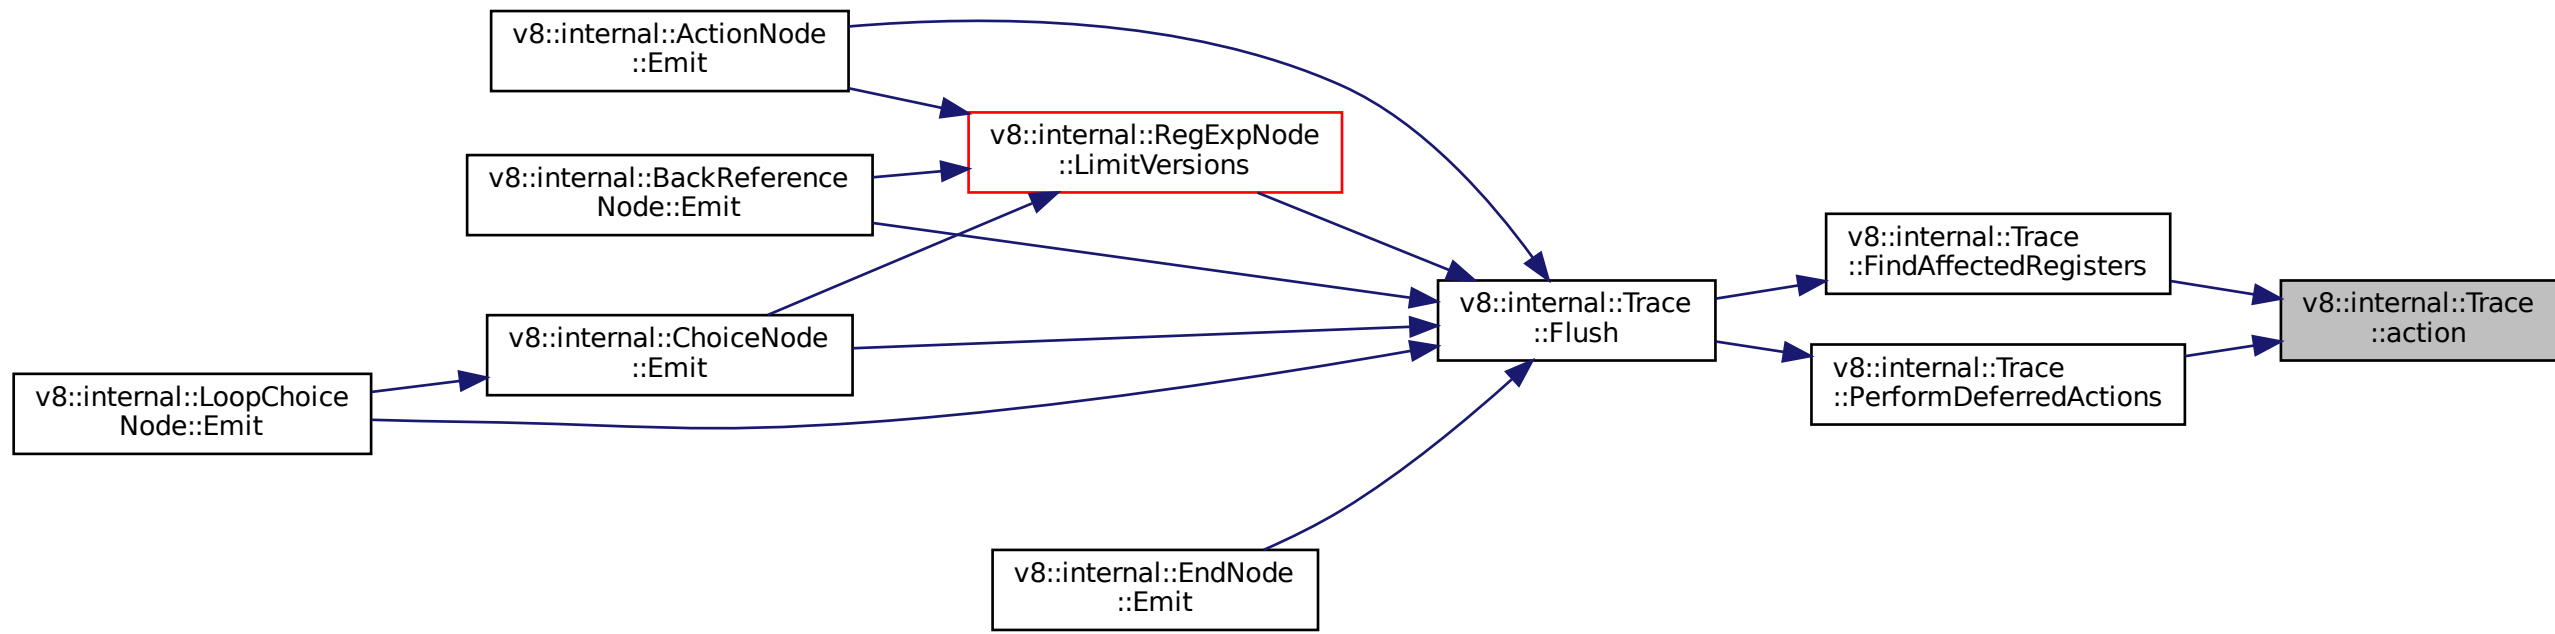 v8::internal::ActionNode
::Emit
v8::internal::RegExpNode
::LimitVersions
v8::internal::BackReference
Node::Emit
v8::internal::Trace
::FindAffectedRegisters
v8::internal::Trace
::Flush
v8::internal::Trace
::action
v8::internal::ChoiceNode
::Emit
v8::internal::Trace
::PerformDeferredActions
v8::internal::LoopChoice
Node::Emit
v8::internal::EndNode
::Emit